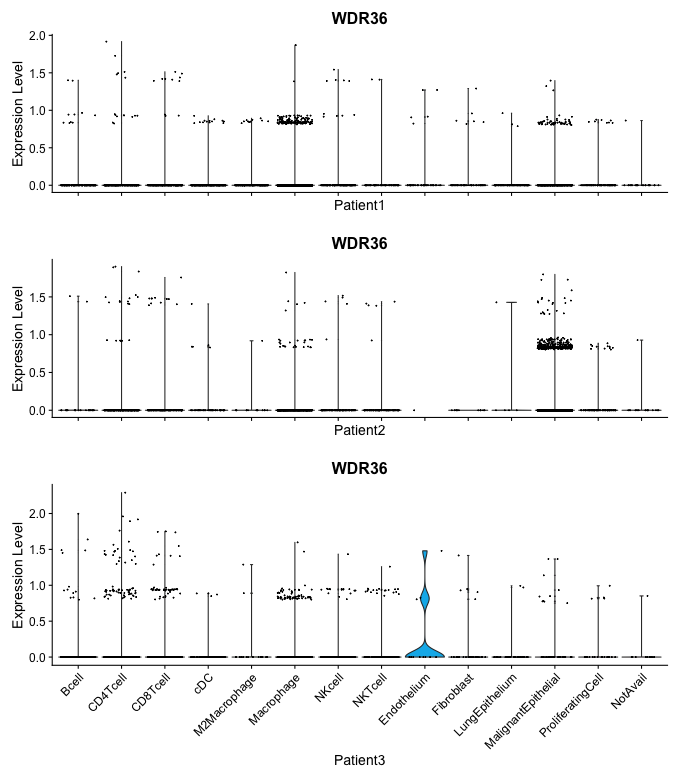 WDR36
Expression Level
2.0
1.5
1.0
0.5
0.0
Patient1
WDR36
Expression Level
1.5
1.0
0.5
0.0
Patient2
WDR36
Expression Level
2.0
1.5
1.0
0.5
0.0
Bcell
CD4Tcell
CD8Tcell
cDC
M2Macrophage
Macrophage
NKcell
NKTcell
Endothelium
Fibroblast
LungEpithelium
MalignantEpithelial
ProliferatingCell
NotAvail
Patient3